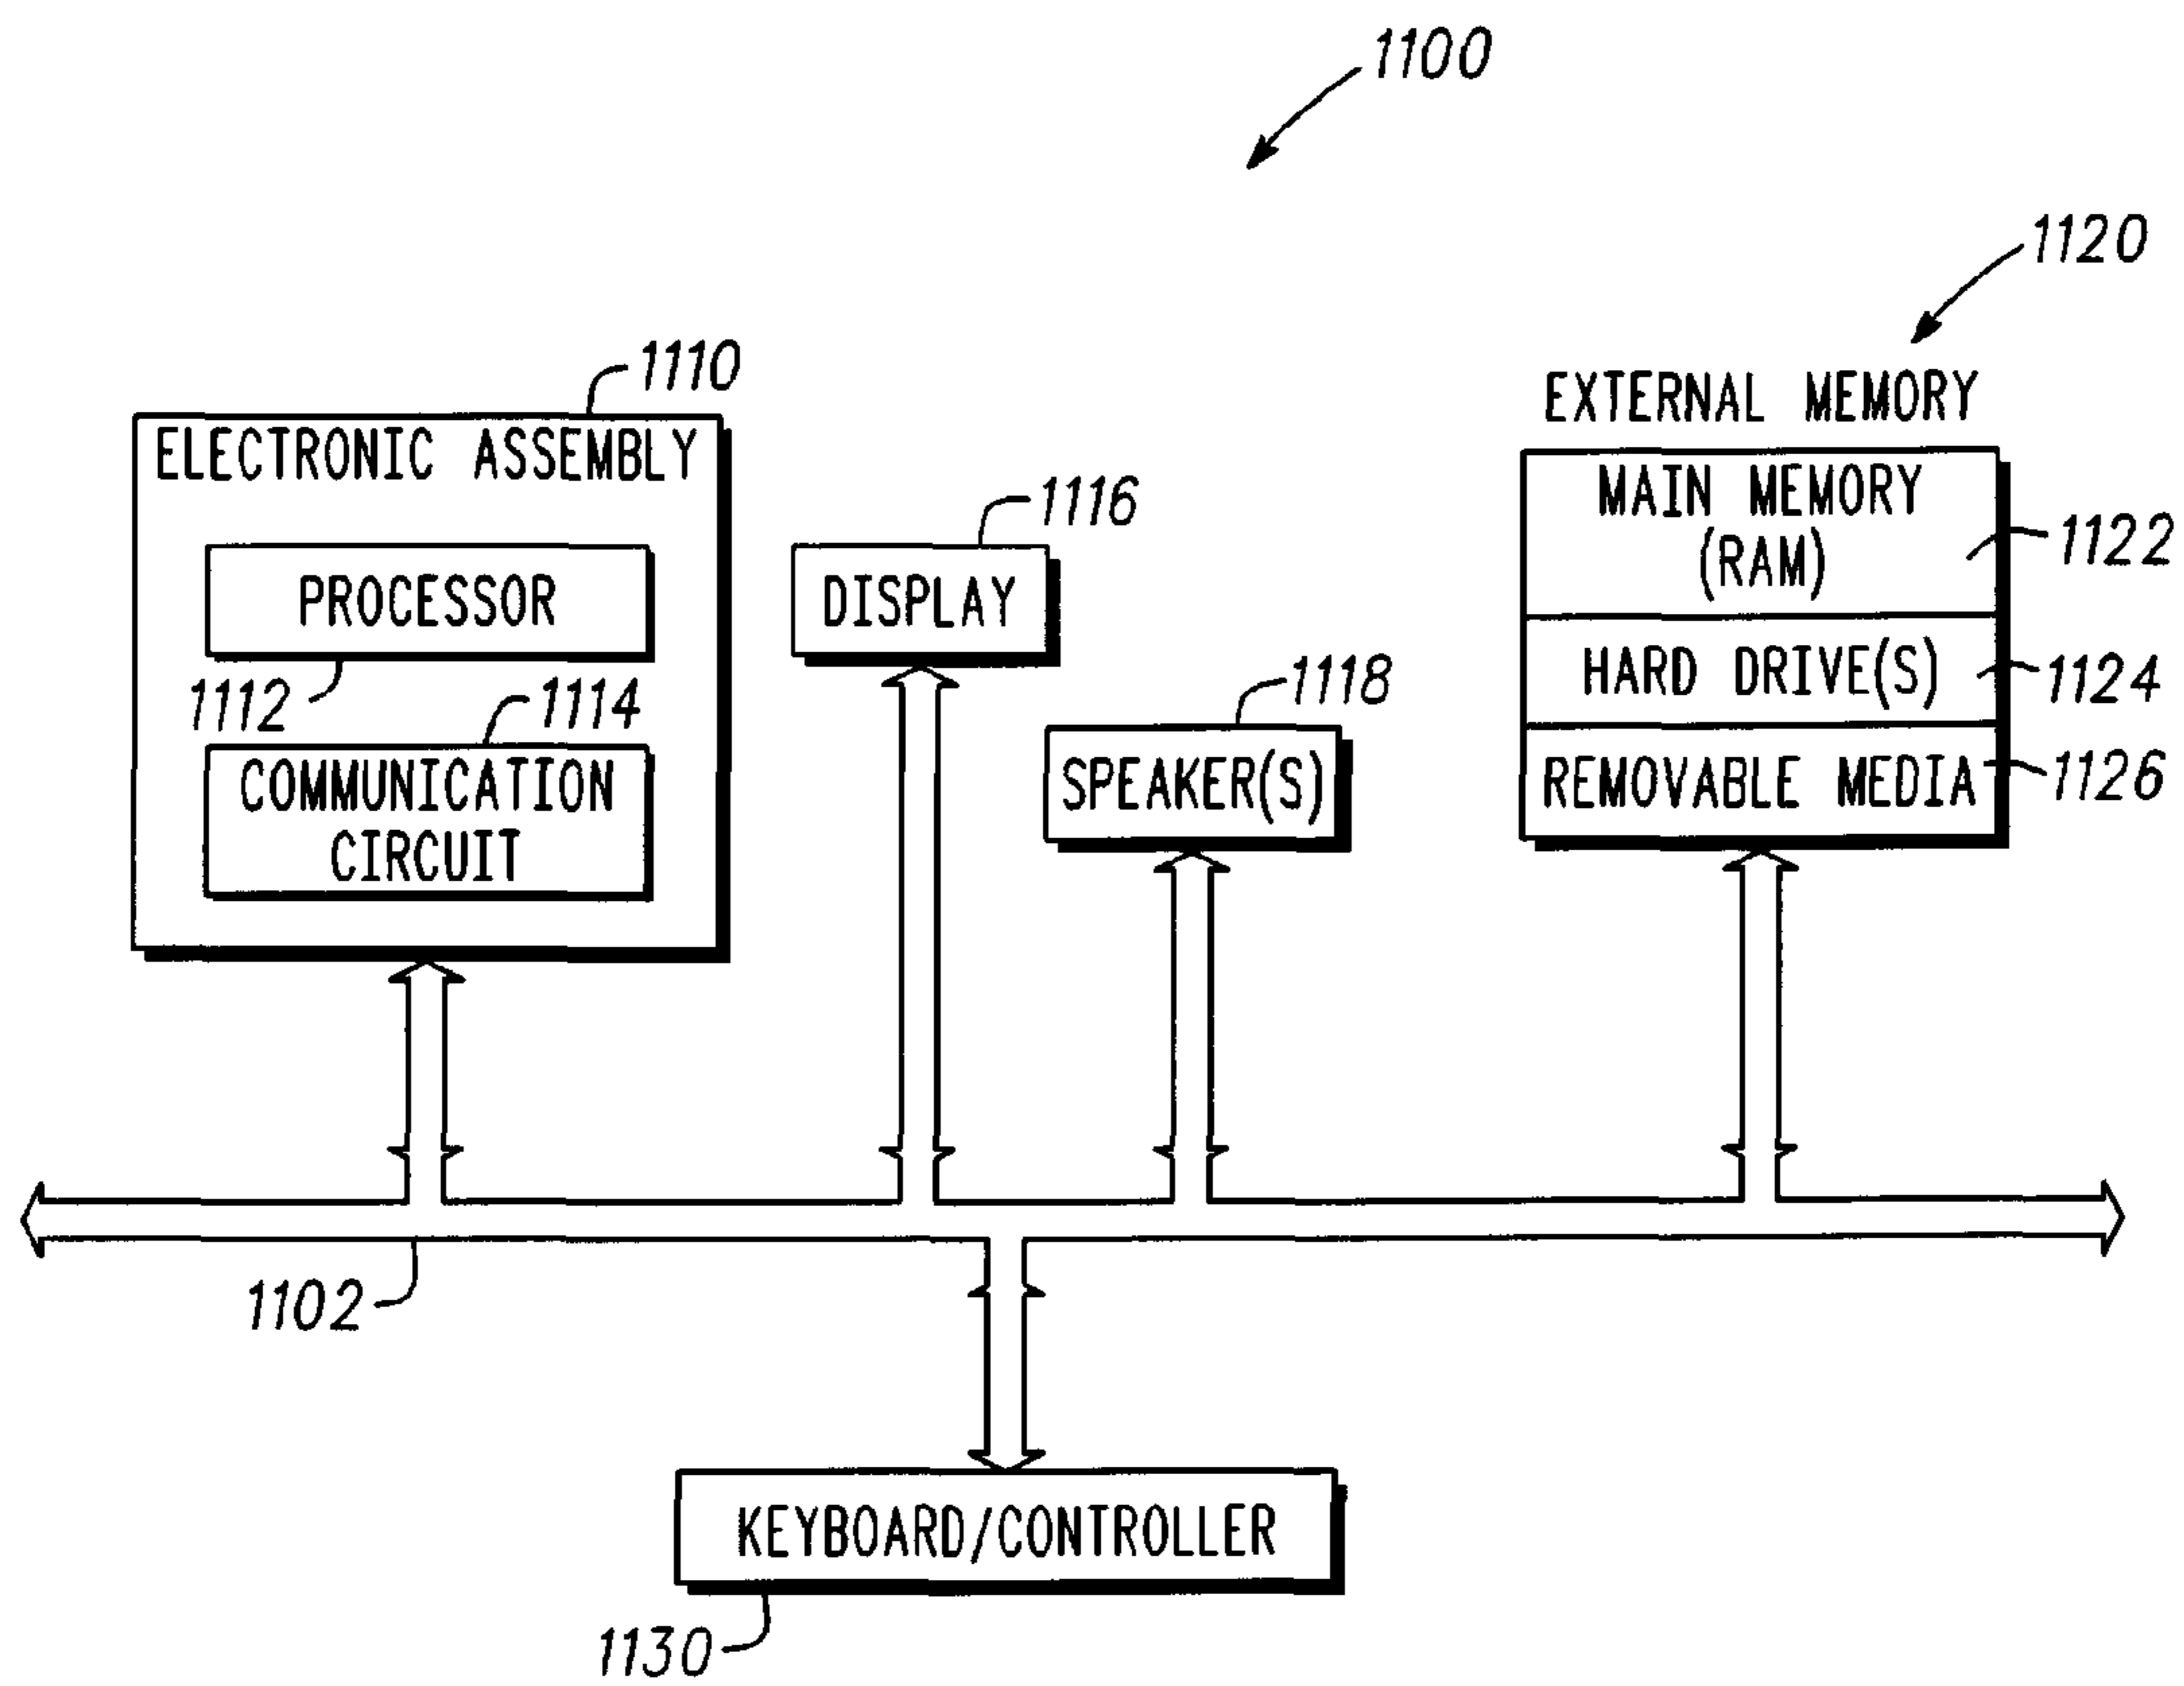 1100
1120
1110
EXTERNAL MEMORY
ELECTRONIC ASSEMBLY
MAIN MEMORY
(RAM)
1122
1116
PROCESSOR
DISPLAY
HARD DRIVE(S)
1124
1112
1114
1118
COMMUNICATION
CIRCUIT
SPEAKER(S)
REMOVABLE MEDIA
1126
1102
KEYBOARD/CONTROLLER
1130